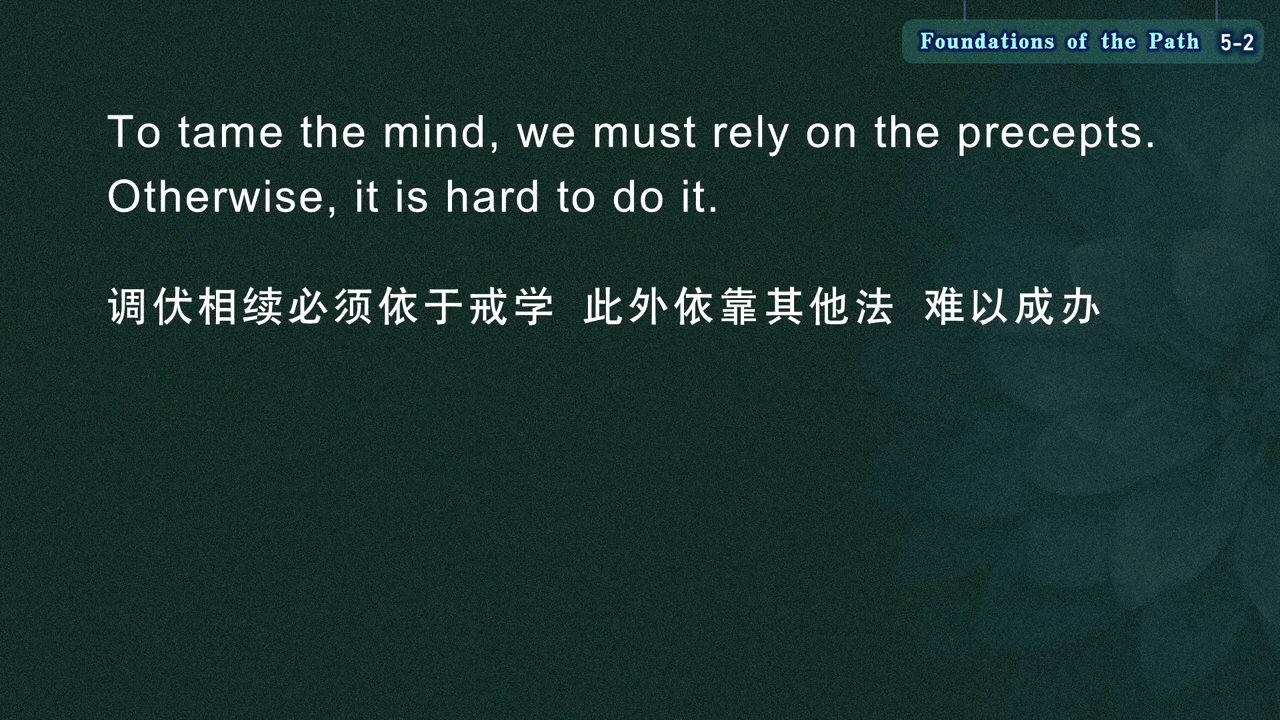 Foundations of the Path 5-2
To tame the mind, we must rely on the precepts.
Otherwise, it is hard to do it.
调伏相续必须依于戒学 此外依靠其他法 难以成办